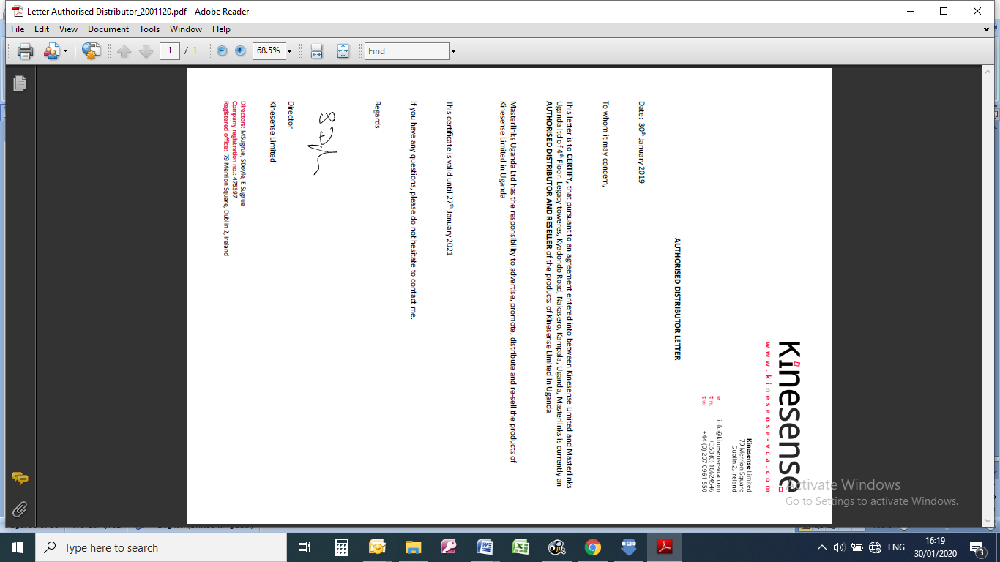 Letter Authorised Distributor_2001120.pdf - Adobe Reader
File Edit View Document Tools Window Help
1 / 1 68.5% Find
Kinesense
www.kinesense-vca.com
Kinesense Limited
79 Merrion Square
Dublin 2, Ireland
e info@kinesense-vca.com
t IRL +353 (0) 16624546
t UK +44 (0) 207 0961 550
AUTHORISED DISTRIBUTOR LETTER
Date: 30th January 2019
To whom it may concern,
This letter is to CERTIFY, that pursuant to an agreement entered into between Kinesense Limited and Masterlinks
Uganda ltd of 4th Floor. Legacy toweres, Kyadondo Road, Nakasero, Kampala, Uganda, Masterlinks is currently an
AUTHORISED DISTRIBUTOR AND RESELLER of the products of Kinesense Limited in Uganda
Masterlinks Uganda Ltd has the responsibility to advertise, promote, distribute and re-sell the products of
Kinesense Limited in Uganda
This certificate is valid until 27th January 2021
If you have any questions, please do not hesitate to contact me.
Regards
Director
Kinesense Limited
Directors: MSugrue, SDoyle, E Sugrue
Company registration no.: 475397
Registered office: 79 Merrion Square, Dublin 2, Ireland
Activate Windows
Go to Settings to activate Windows.
Type here to search
ENG
16:19
30/01/2020
3